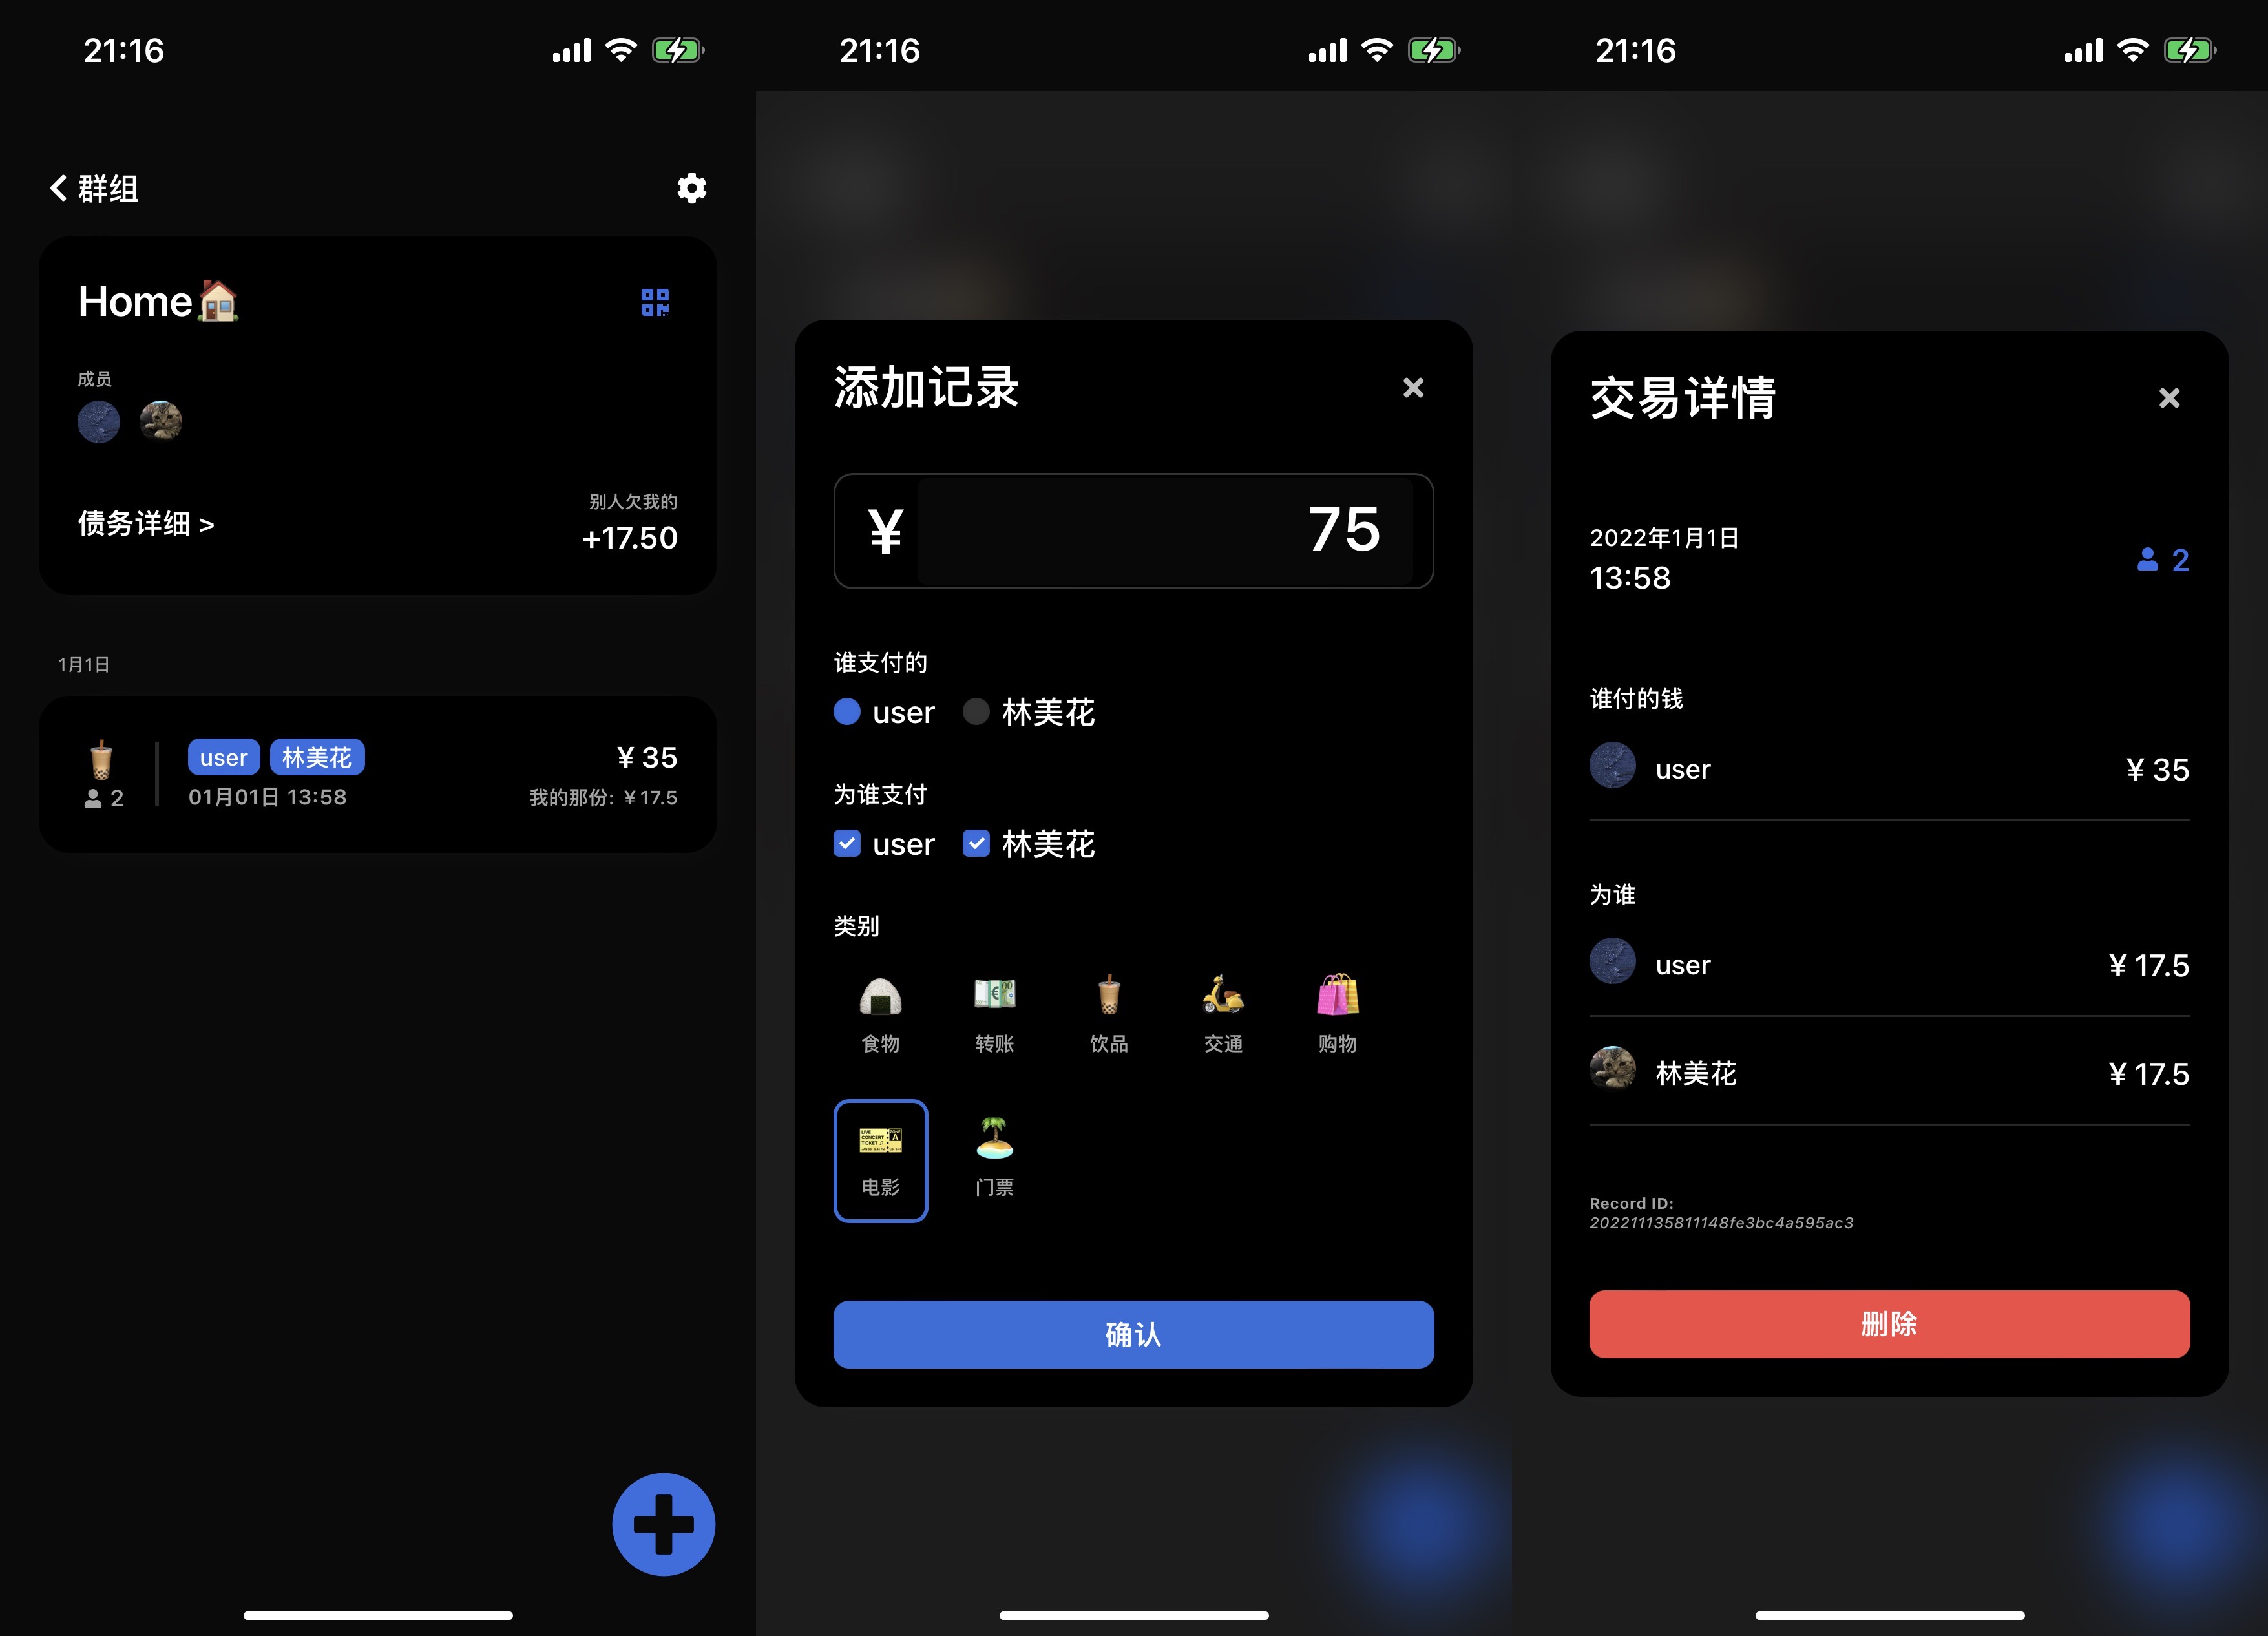 21:16
群组
Home
成员
债务详细 >
别人欠我的
+17.50
1月1日
user 林美花
¥ 35
2
01月01日 13:58
我的那份: ¥ 17.5
21:16
添加记录
¥ 75
谁支付的
user 林美花
为谁支付
user 林美花
类别
食物 转账 饮品 交通 购物
LIVE
CONCERT
TICKET
A
电影 门票
确认
21:16
交易详情
2022年1月1日
13:58
2
谁付的钱
user ¥ 35
为谁
user ¥ 17.5
林美花 ¥ 17.5
Record ID:
202211135811148fe3bc4a595ac3
删除